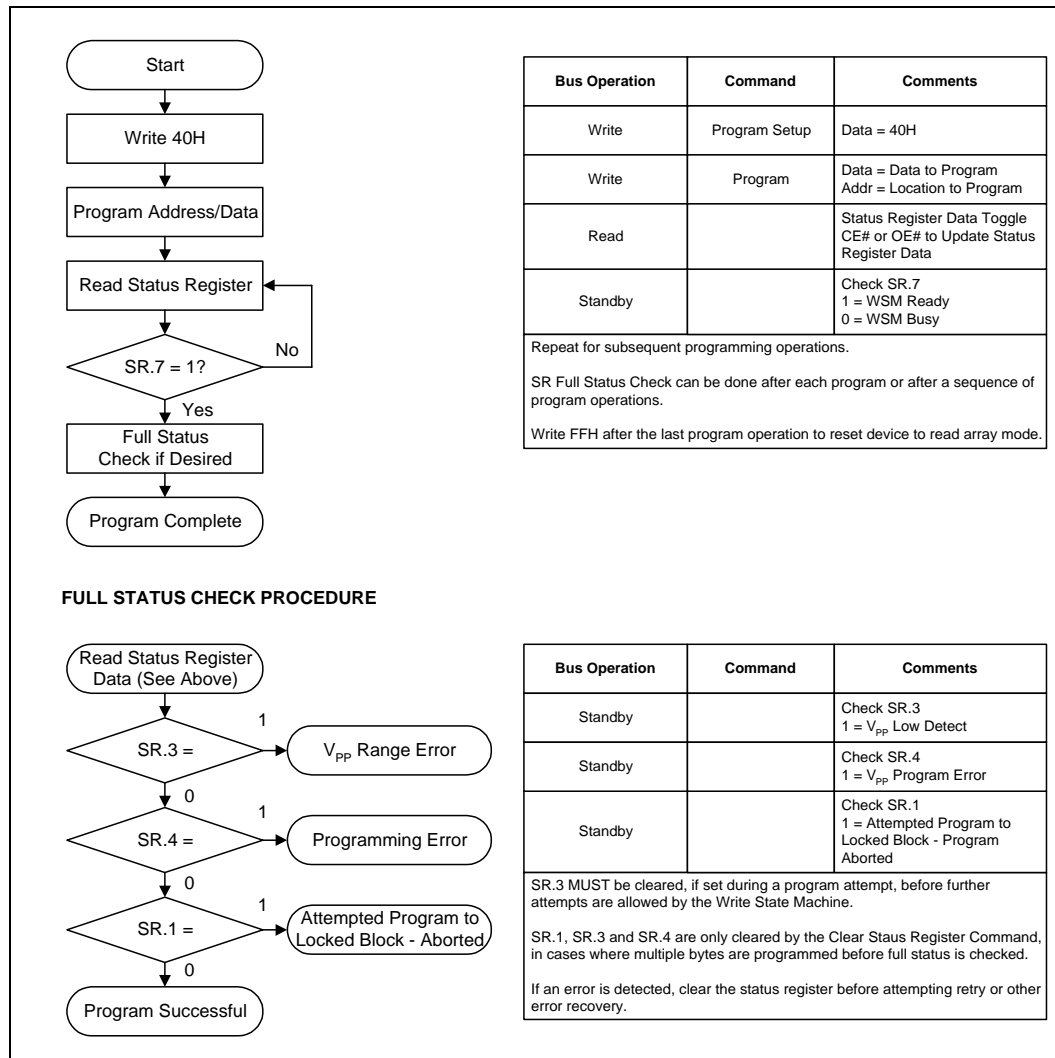 Start
Write 40H
Program Address/Data
Read Status Register
No
SR.7 = 1?
Yes
Full Status
Check if Desired
Program Complete
Bus Operation Command Comments
Write Program Setup Data = 40H
Write Program Data = Data to Program
Addr = Location to Program
Read Status Register Data Toggle
CE# or OE# to Update Status
Register Data
Standby Check SR.7
1 = WSM Ready
0 = WSM Busy
Repeat for subsequent programming operations.
SR Full Status Check can be done after each program or after a sequence of
program operations.
Write FFH after the last program operation to reset device to read array mode.
FULL STATUS CHECK PROCEDURE
Read Status Register
Data (See Above)
1
SR.3 =
VPP Range Error
0
1
SR.4 =
Programming Error
0
1
SR.1 =
Attempted Program to
Locked Block - Aborted
0
Program Successful
Bus Operation Command Comments
Standby Check SR.3
1 = VPP Low Detect
Standby Check SR.4
1 = VPP Program Error
Standby Check SR.1
1 = Attempted Program to
Locked Block - Program
Aborted
SR.3 MUST be cleared, if set during a program attempt, before further
attempts are allowed by the Write State Machine.
SR.1, SR.3 and SR.4 are only cleared by the Clear Staus Register Command,
in cases where multiple bytes are programmed before full status is checked.
If an error is detected, clear the status register before attempting retry or other
error recovery.